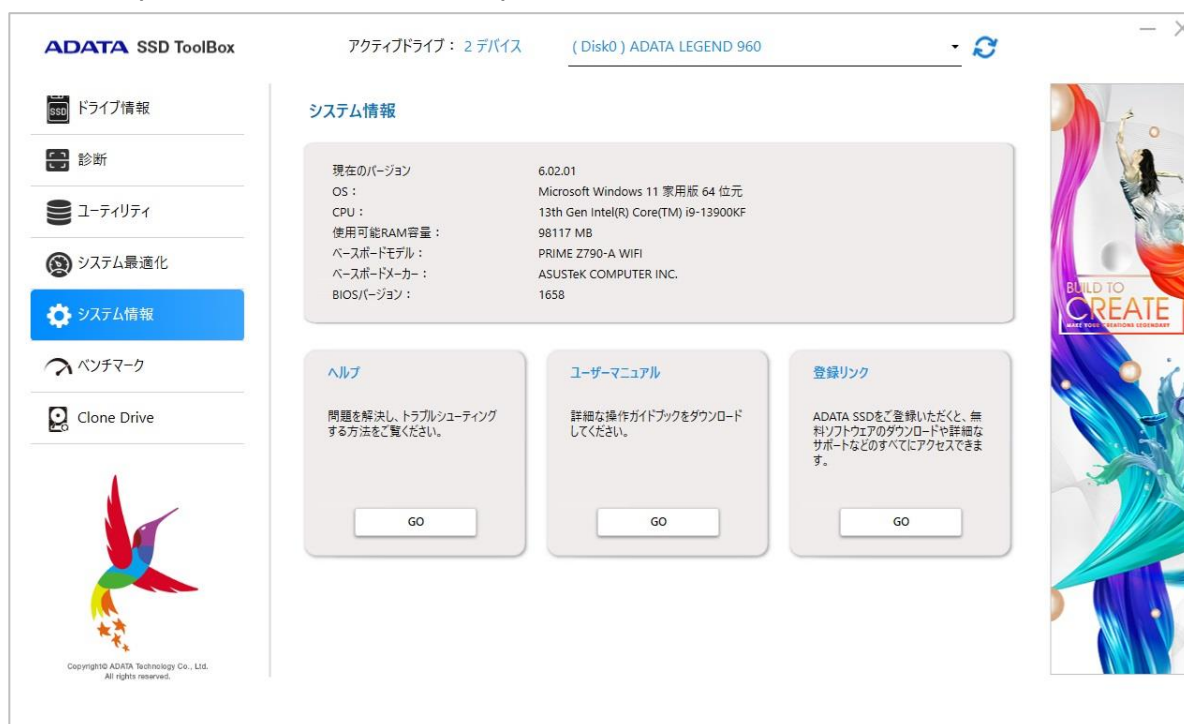 ADATA SSD ToolBox
アクティブドライブ： 2 デバイス
( Disk0 ) ADATA LEGEND 960
SSD
ドライブ情報
診断
ユーティリティ
システム最適化
システム情報
ベンチマーク
Clone Drive
Copyright© ADATA Technology Co., Ltd.
All rights reserved.
システム情報
現在のバージョン 6.02.01
OS： Microsoft Windows 11 家用版 64 位元
CPU： 13th Gen Intel(R) Core(TM) i9-13900KF
使用可能RAM容量： 98117 MB
ベースボードモデル： PRIME Z790-A WIFI
ベースボードメーカー： ASUSTeK COMPUTER INC.
BIOSバージョン： 1658
ヘルプ
問題を解決し、トラブルシューティング
する方法をご覧ください。
GO
ユーザーマニュアル
詳細な操作ガイドブックをダウンロード
してください。
GO
登録リンク
ADATA SSDをご登録いただくと、無
料ソフトウェアのダウンロードや詳細な
サポートなどのすべてにアクセスできま
す。
GO
BUILD TO
CREATE
MAKE YOUR CREATIONS LEGENDARY